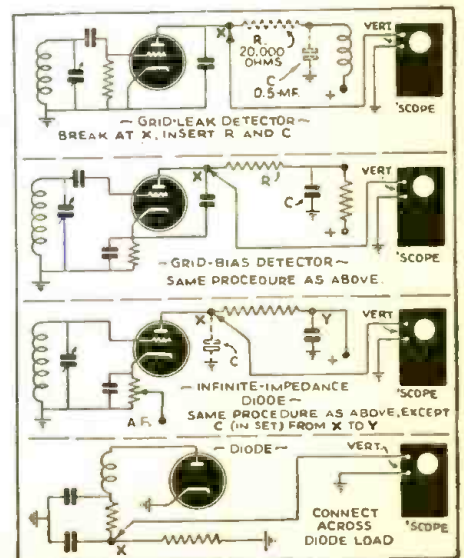 X
R
20,000
OHMS
C
0.5-MF.
+
VERT.
'SCOPE
~ GRID-LEAK DETECTOR ~
BREAK AT X, INSERT R AND C
X
R
C
+
VERT.
'SCOPE
~ GRID-BIAS DETECTOR ~
SAME PROCEDURE AS ABOVE.
X
Y
C
+
VERT.
'SCOPE
A.F.
~ INFINITE-IMPEDANCE
DIODE ~
SAME PROCEDURE AS ABOVE, EXCEPT
C (IN SET) FROM X TO Y
~ DIODE ~
VERT.
X
CONNECT
ACROSS
DIODE LOAD
'SCOPE